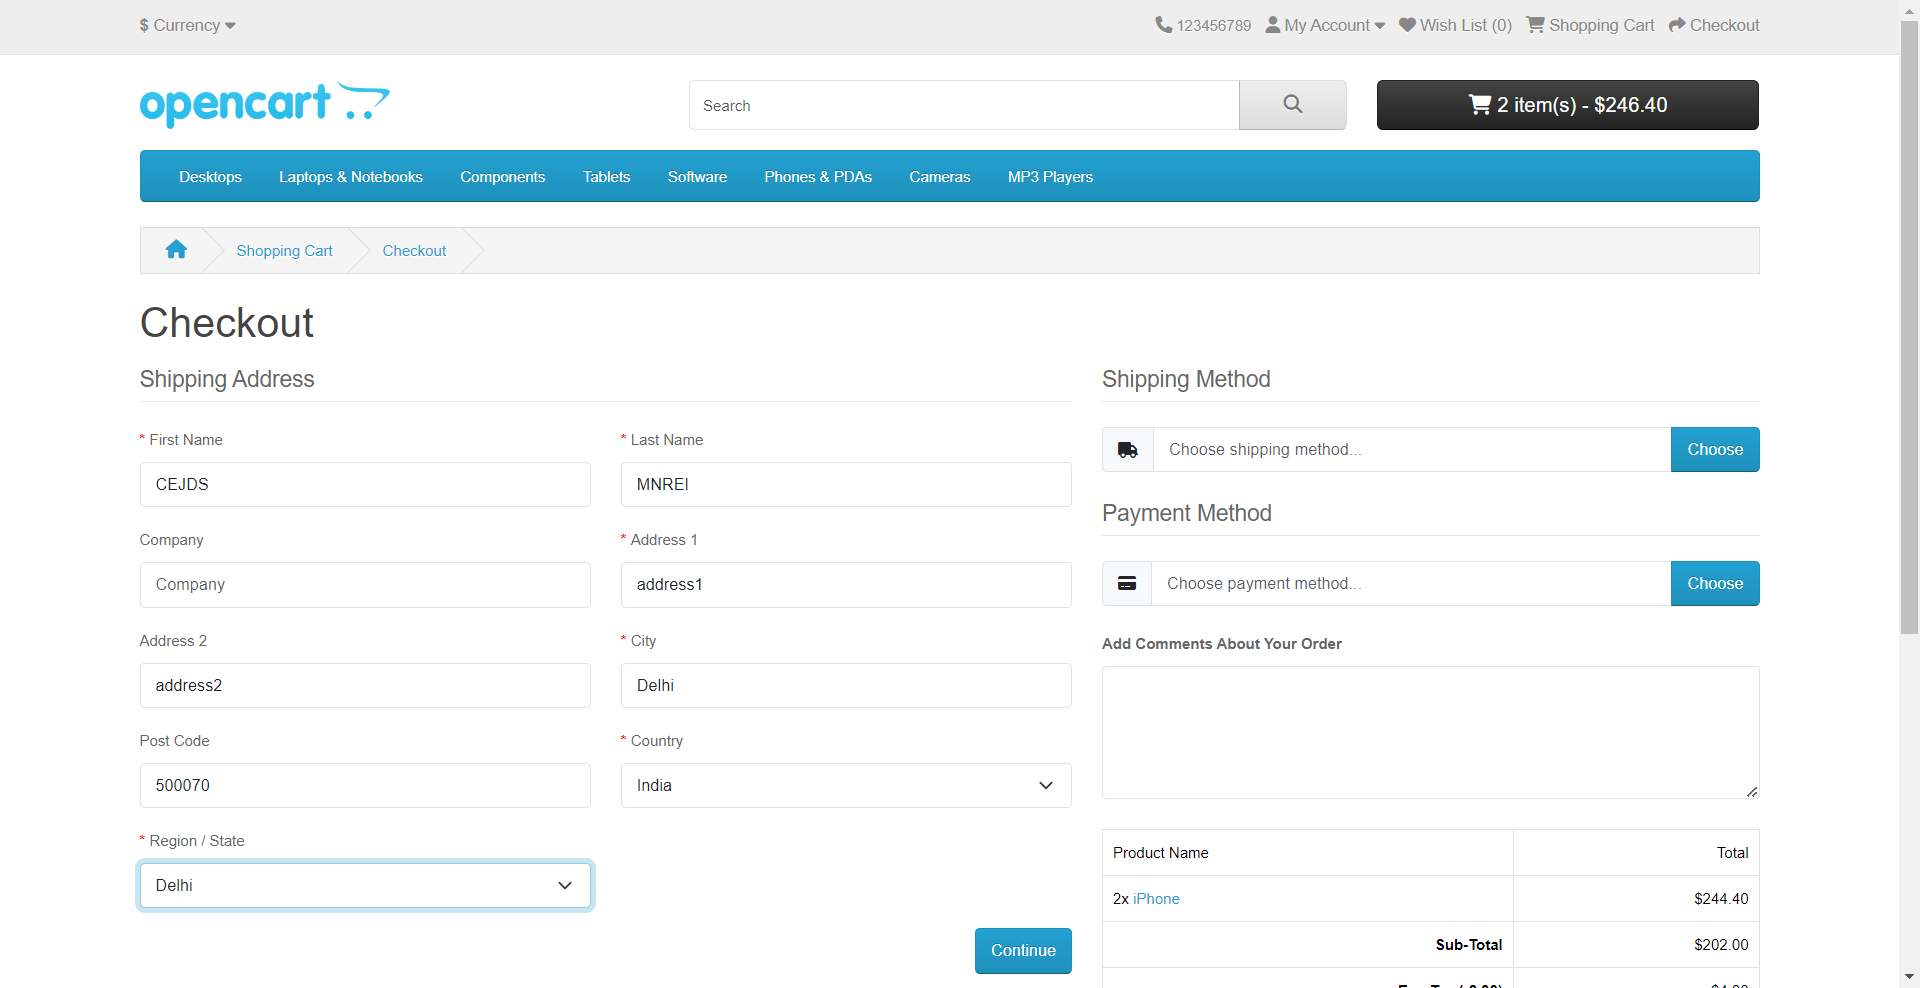 $ Currency
123456789 My Account Wish List (0) Shopping Cart Checkout
opencart
Search
2 item(s) - $246.40
Desktops Laptops & Notebooks Components Tablets Software Phones & PDAs Cameras MP3 Players
Shopping Cart Checkout
Checkout
Shipping Address
* First Name
CEJDS
* Last Name
MNREI
Company
Company
* Address 1
address1
Address 2
address2
* City
Delhi
Post Code
500070
* Country
India
* Region / State
Delhi
Continue
Shipping Method
Choose shipping method...
Choose
Payment Method
Choose payment method...
Choose
Add Comments About Your Order
Product Name Total
2x iPhone $244.40
Sub-Total $202.00